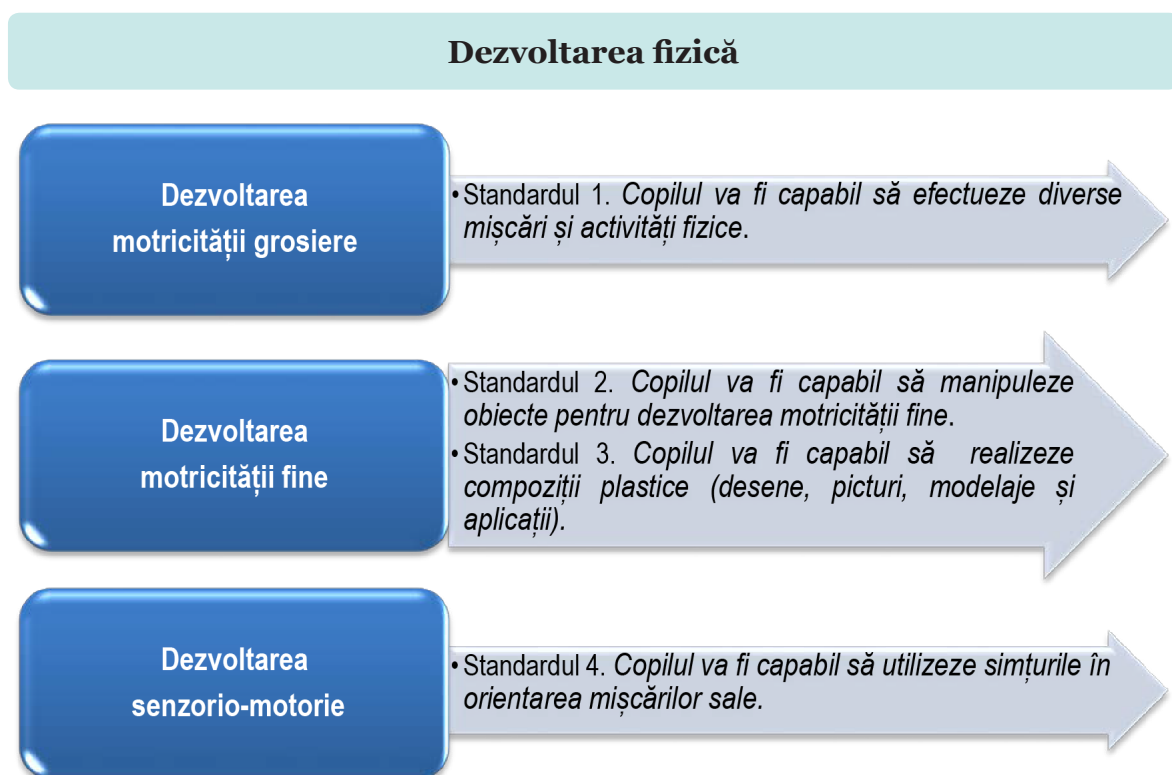 Dezvoltarea fizică
Dezvoltarea
motricității grosiere
• Standardul 1. Copilul va fi capabil să efectueze diverse
mișcări și activități fizice.
Dezvoltarea
motricității fine
• Standardul 2. Copilul va fi capabil să manipuleze
obiecte pentru dezvoltarea motricității fine.
• Standardul 3. Copilul va fi capabil să realizeze
compoziții plastice (desene, picturi, modelaje și
aplicații).
Dezvoltarea
senzorio-motorie
• Standardul 4. Copilul va fi capabil să utilizeze simțurile în
orientarea mișcărilor sale.